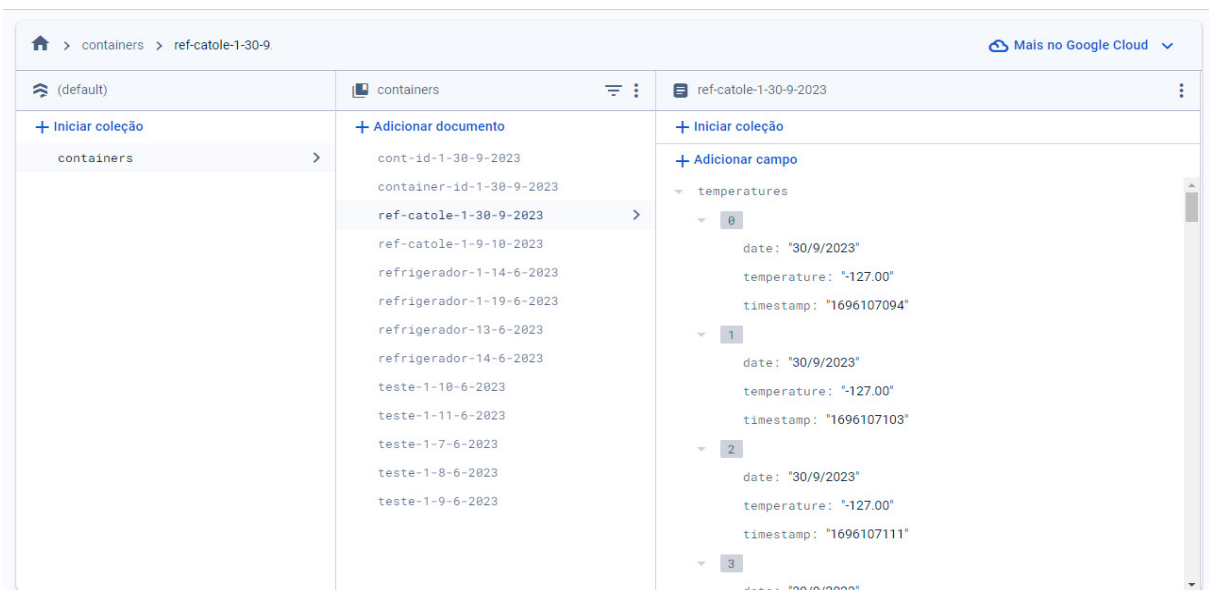 containers > ref-catole-1-30-9
Mais no Google Cloud
(default)
+ Iniciar coleção
containers
containers
+ Adicionar documento
cont-id-1-30-9-2023
container-id-1-30-9-2023
ref-catole-1-30-9-2023
ref-catole-1-9-10-2023
refrigerador-1-14-6-2023
refrigerador-1-19-6-2023
refrigerador-13-6-2023
refrigerador-14-6-2023
teste-1-10-6-2023
teste-1-11-6-2023
teste-1-7-6-2023
teste-1-8-6-2023
teste-1-9-6-2023
ref-catole-1-30-9-2023
+ Iniciar coleção
+ Adicionar campo
temperatures
0
date: "30/9/2023"
temperature: "-127.00"
timestamp: "1696107094"
1
date: "30/9/2023"
temperature: "-127.00"
timestamp: "1696107103"
2
date: "30/9/2023"
temperature: "-127.00"
timestamp: "1696107111"
3
date: "30/9/2023"